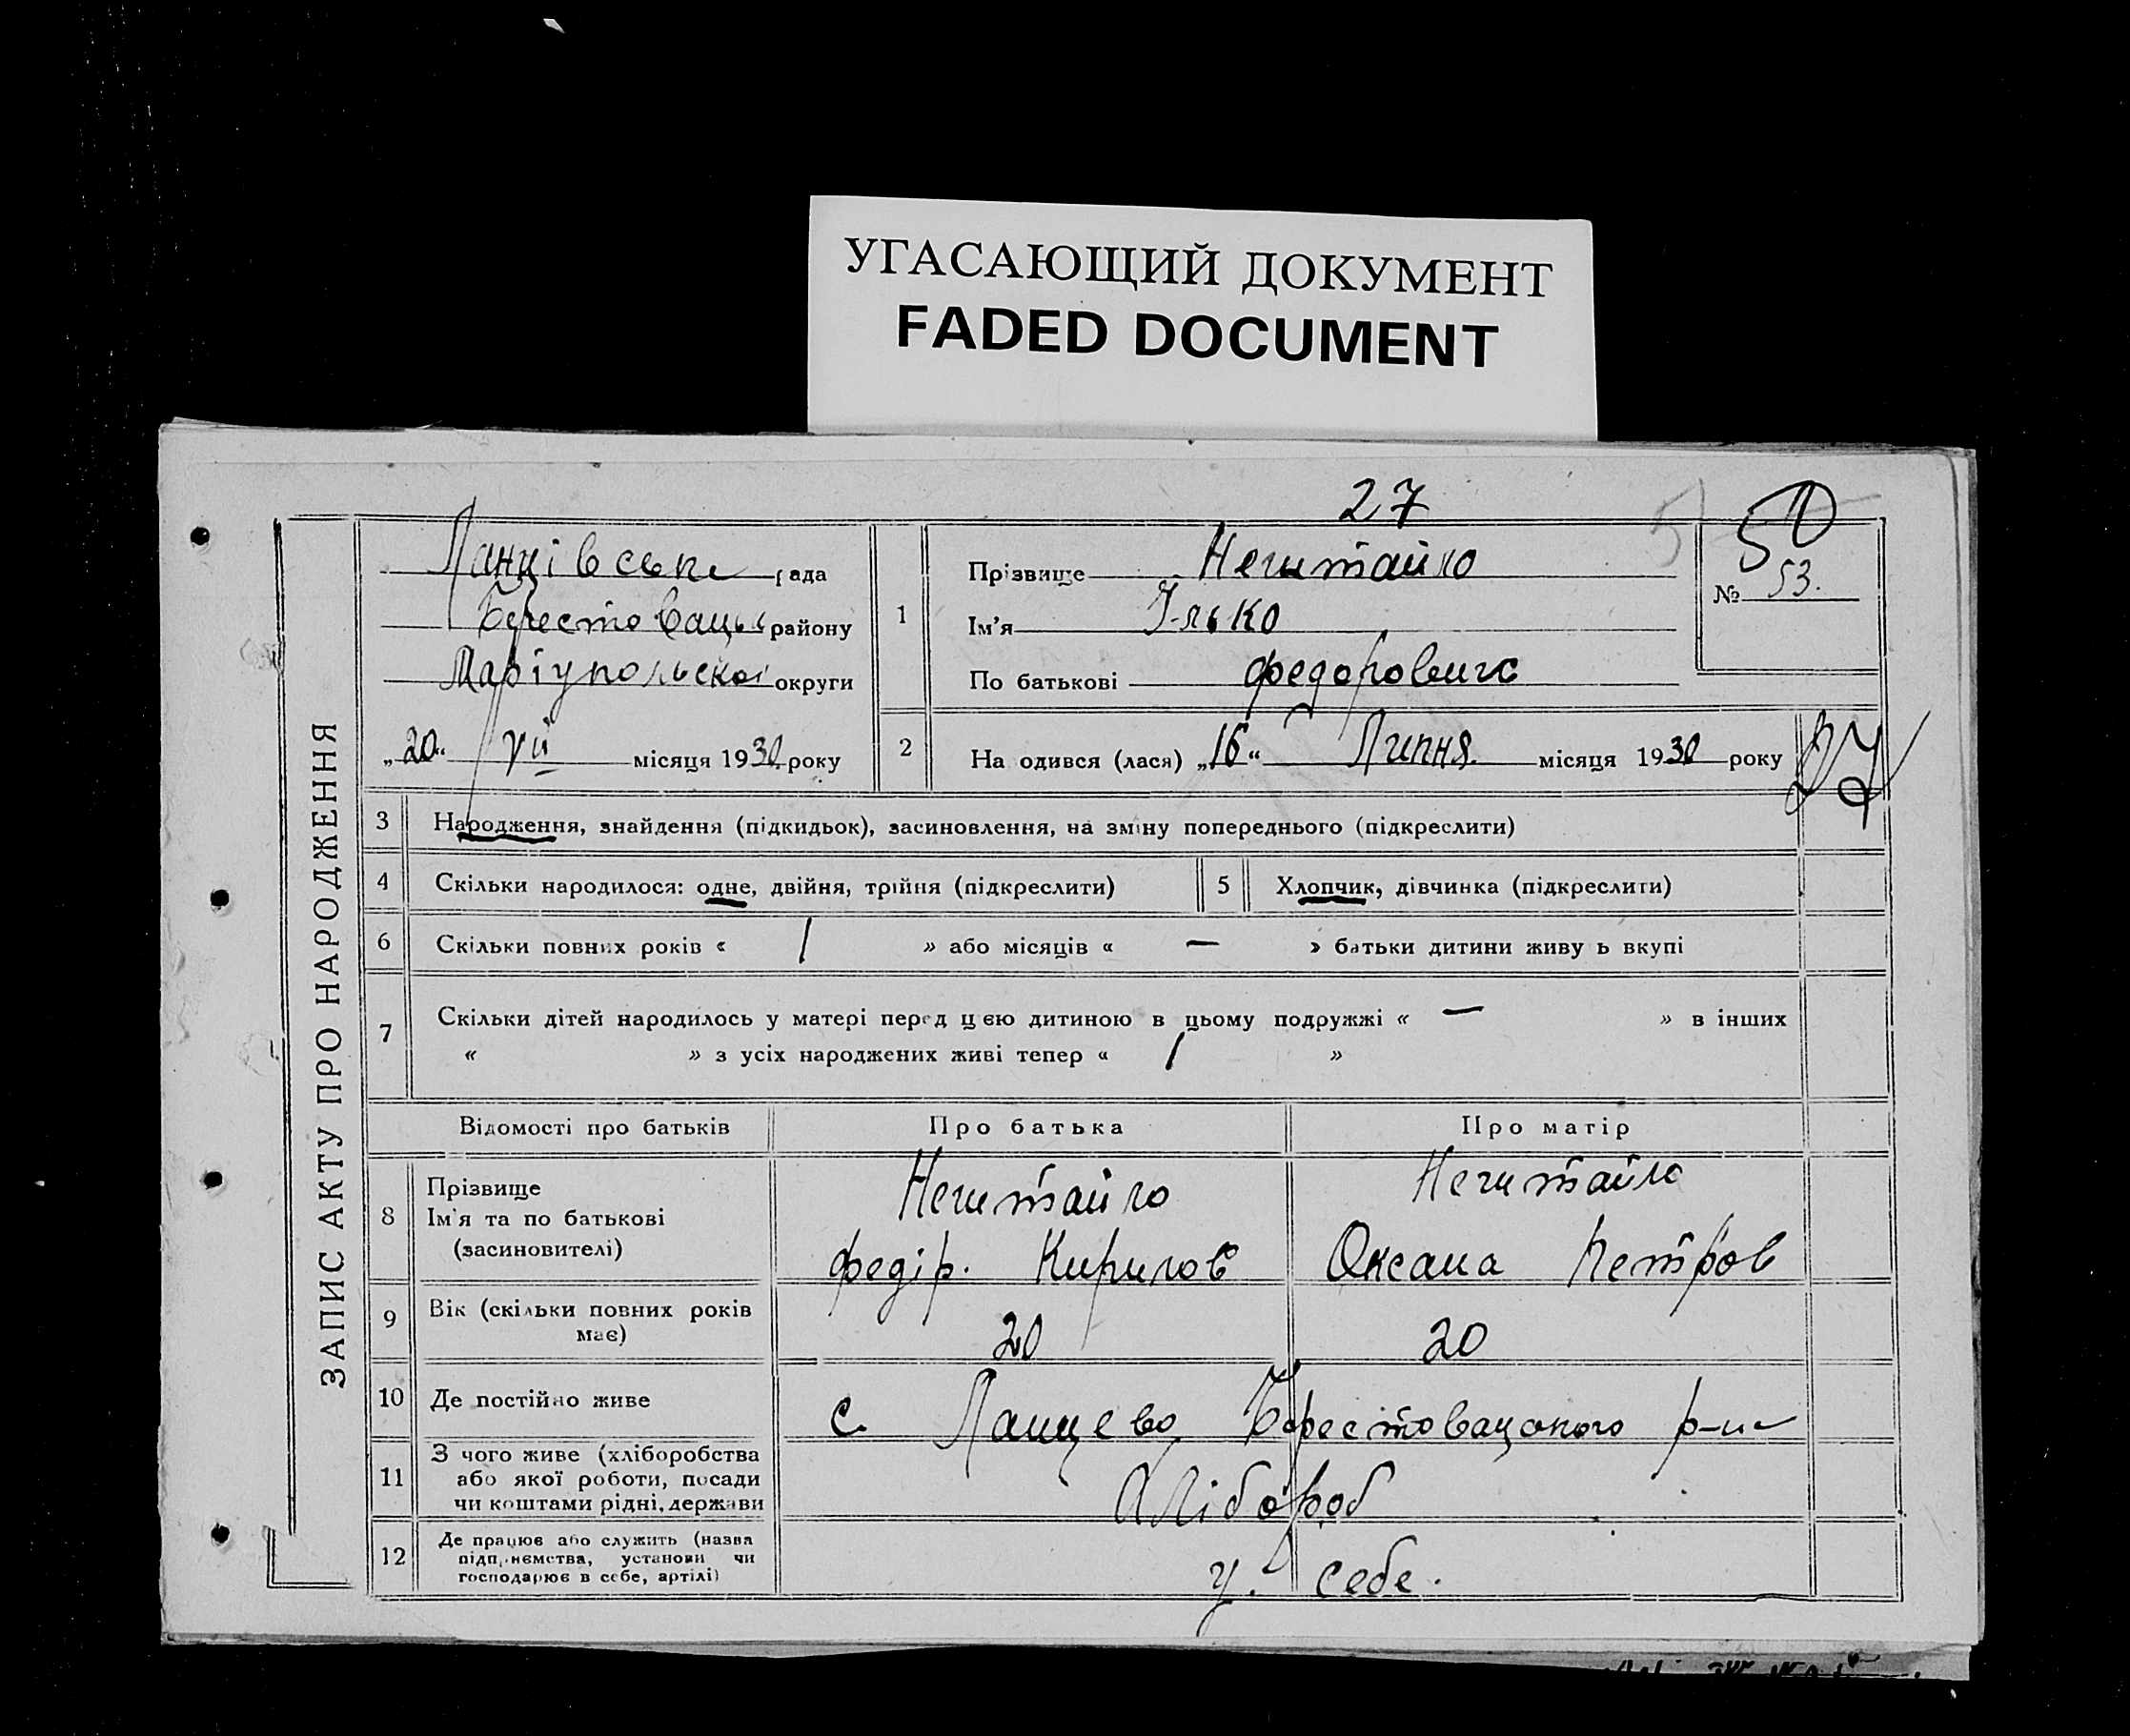 УГАСАЮЩИЙ ДОКУМЕНТ
FADED DOCUMENT
27
50
ЗАПИС АКТУ ПРО НАРОДЖЕННЯ
рада
району
Маріупольскої округи
„20“ VII місяця 1930 року
1
Прізвище Нечитайло
Ім'я Ілько
По батькові Федорович
№ 53.
2
На одився (лася) „16“ Липня місяця 1930 року
27
3 Народження, знайдення (підкидьок), засиновлення, на зміну попереднього (підкреслити)
4 Скільки народилося: одне, двійня, трійня (підкреслити)
5 Хлопчик, дівчинка (підкреслити)
6 Скільки повних років « 1 » або місяців « — » батьки дитини живу ь вкупі
7 Скільки дітей народилось у матері перед цією дитиною в цьому подружжі « — » в інших
« » з усіх народжених живі тепер « 1 »
Відомості про батьків Про батька Про матір
8 Прізвище
Ім'я та по батькові
(засиновителі)
Нечитайло
Федір. Кирилов
Нечитайло
Оксана Петров
9 Вік (скільки повних років
має)
20 20
10 Де постійно живе с. Ланцево Берестовацького р-н
11 З чого живе (хліборобства
або якої роботи, посади
чи коштами рідні, держави
Хлібороб
12 Де працює або служить (назва
підприємства, установи чи
господарює в себе, артілі)
у. себе.